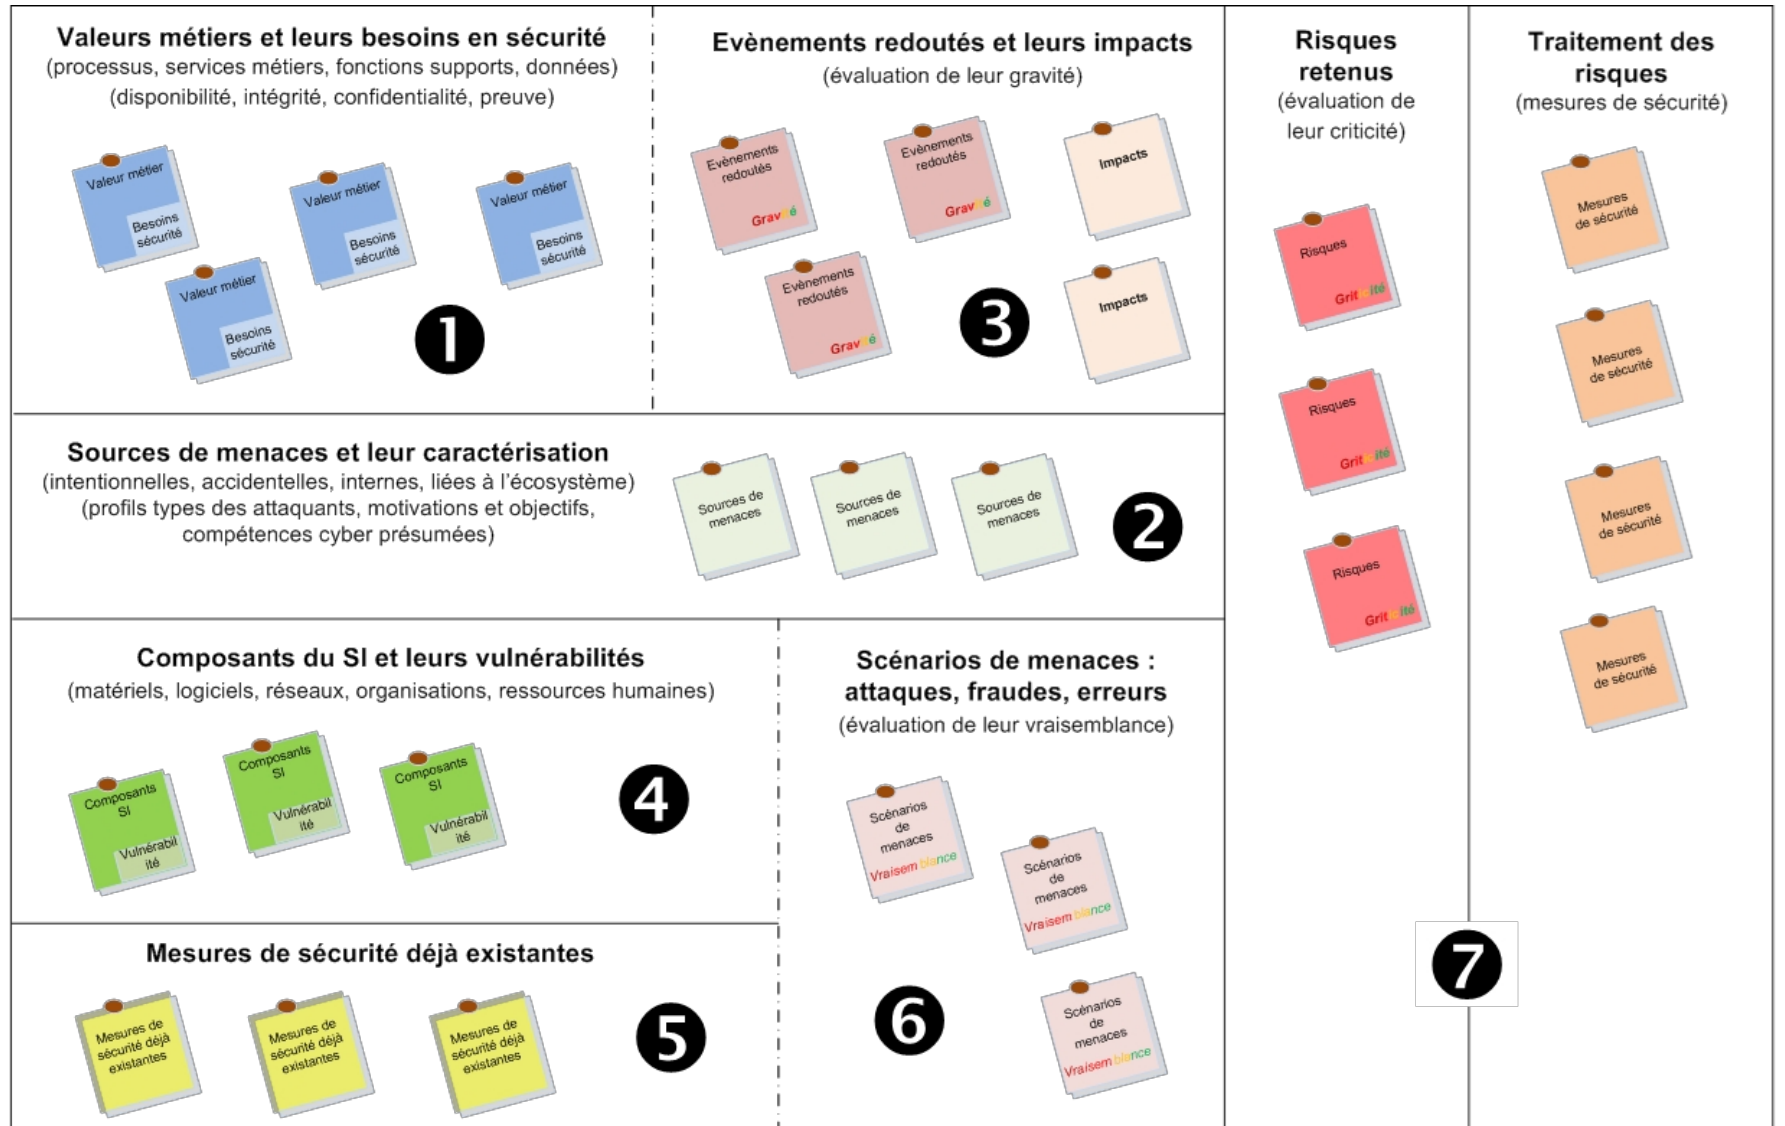 Valeurs métiers et leurs besoins en sécurité
(processus, services métiers, fonctions supports, données)
(disponibilité, intégrité, confidentialité, preuve)
Valeur métier
Besoins
sécurité
Valeur métier
Besoins
sécurité
Valeur métier
Besoins
sécurité
Valeur métier
Besoins
sécurité
1
Evènements redoutés et leurs impacts
(évaluation de leur gravité)
Evènements
redoutés
Gravité
Evènements
redoutés
Gravité
Impacts
Evènements
redoutés
Gravité
Impacts
3
Sources de menaces et leur caractérisation
(intentionnelles, accidentelles, internes, liées à l'écosystème)
(profils types des attaquants, motivations et objectifs,
compétences cyber présumées)
Sources de
menaces
Sources de
menaces
Sources de
menaces
2
Composants du SI et leurs vulnérabilités
(matériels, logiciels, réseaux, organisations, ressources humaines)
Composants
SI
Vulnérabil
ité
Composants
SI
Vulnérabil
ité
Composants
SI
Vulnérabil
ité
4
Mesures de sécurité déjà existantes
Mesures de
sécurité déjà
existantes
Mesures de
sécurité déjà
existantes
Mesures de
sécurité déjà
existantes
5
Scénarios de menaces :
attaques, fraudes, erreurs
(évaluation de leur vraisemblance)
Scénarios
de
menaces
Vraisemblance
Scénarios
de
menaces
Vraisemblance
Scénarios
de
menaces
Vraisemblance
6
Risques
retenus
(évaluation de
leur criticité)
Risques
Griticité
Risques
Griticité
Risques
Griticité
Traitement des
risques
(mesures de sécurité)
Mesures
de sécurité
Mesures
de sécurité
Mesures
de sécurité
Mesures
de sécurité
7